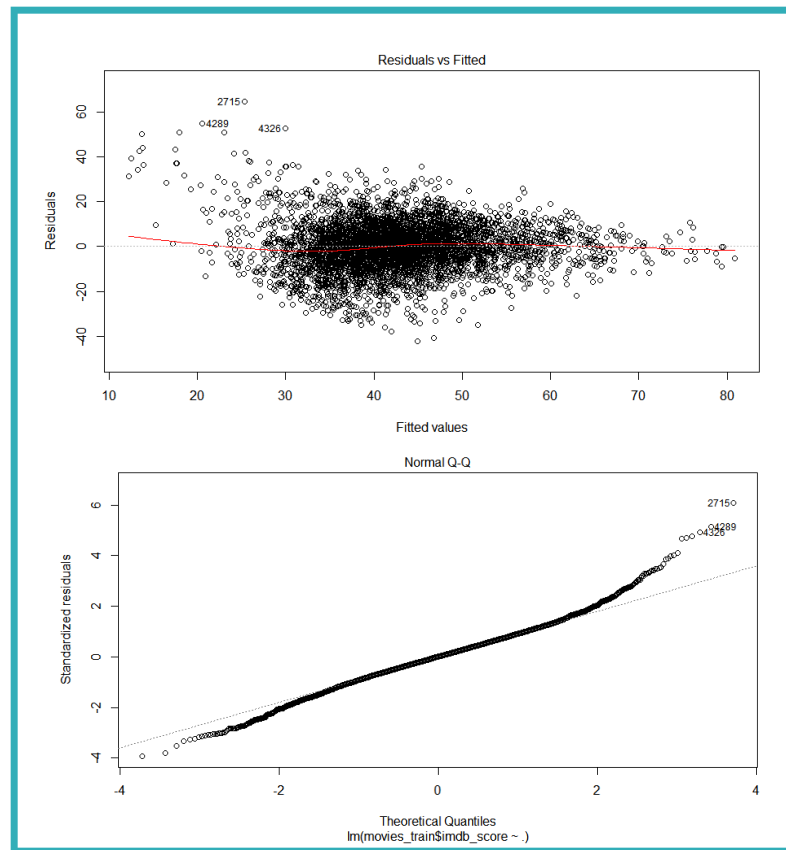 Residuals vs Fitted
60
40
20
0
-20
-40
Residuals
2715
4289
4326
10 20 30 40 50 60 70 80
Fitted values
Normal Q-Q
6
4
2
0
-2
-4
Standardized residuals
2715
4289
4326
-4 -2 0 2 4
Theoretical Quantiles
lm(movies_train$imdb_score ~ .)